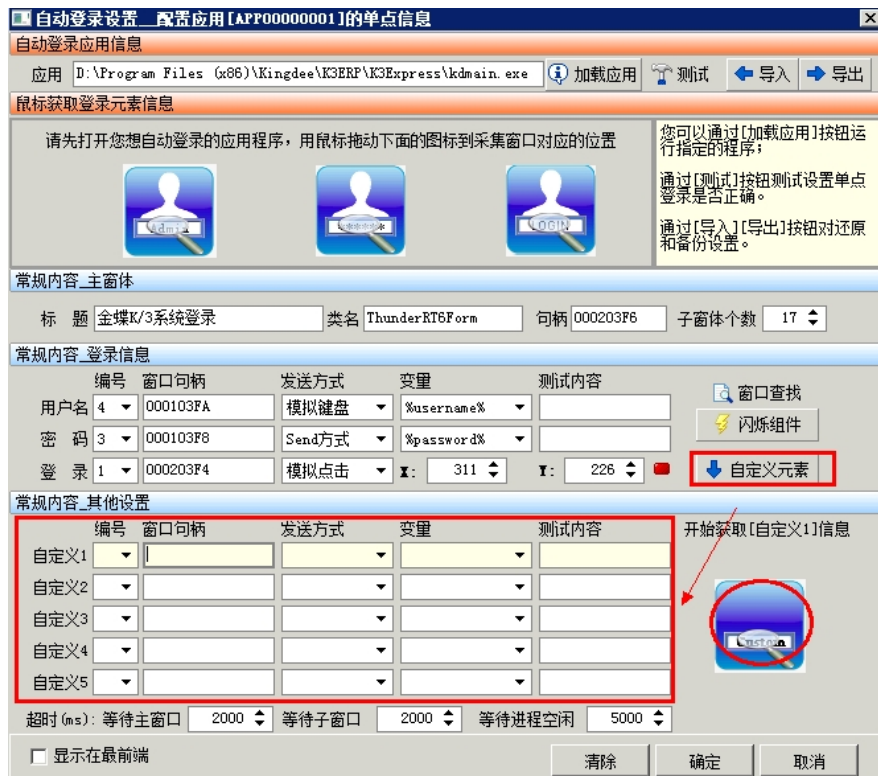 自动登录设置__配置应用[APP00000001]的单点信息
自动登录应用信息
应用 D:\Program Files (x86)\Kingdee\K3ERP\K3Express\kdmain.exe 加载应用 测试 导入 导出
鼠标获取登录元素信息
请先打开您想自动登录的应用程序，用鼠标拖动下面的图标到采集窗口对应的位置
Admin ****** LOGIN
您可以通过[加载应用]按钮运
行指定的程序；
通过[测试]按钮测试设置单点
登录是否正确。
通过[导入][导出]按钮对还原
和备份设置。
常规内容_主窗体
标 题 金蝶K/3系统登录 类名 ThunderRT6Form 句柄 000203F6 子窗体个数 17
常规内容_登录信息
编号 窗口句柄 发送方式 变量 测试内容
用户名 4 000103FA 模拟键盘 %username%
密 码 3 000103F8 Send方式 %password%
登 录 1 000203F4 模拟点击 X: 311 Y: 226
窗口查找
闪烁组件
自定义元素
常规内容_其他设置
编号 窗口句柄 发送方式 变量 测试内容
自定义1
自定义2
自定义3
自定义4
自定义5
开始获取[自定义1]信息
Custom
超时(ms): 等待主窗口 2000 等待子窗口 2000 等待进程空闲 5000
显示在最前端 清除 确定 取消